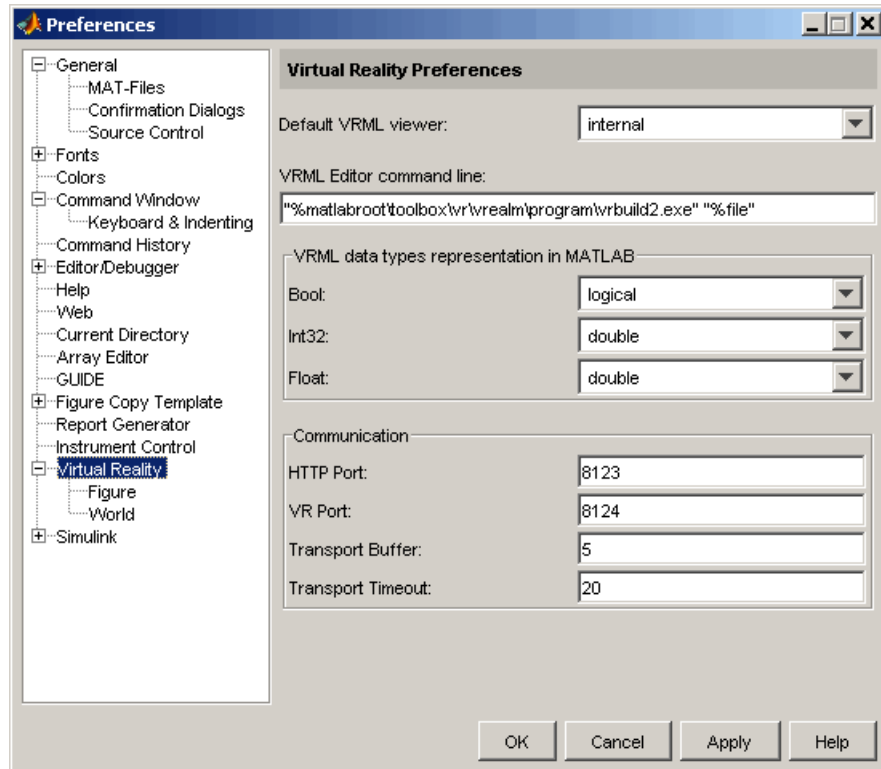 Preferences
General
MAT-Files
Confirmation Dialogs
Source Control
Fonts
Colors
Command Window
Keyboard & Indenting
Command History
Editor/Debugger
Help
Web
Current Directory
Array Editor
GUIDE
Figure Copy Template
Report Generator
Instrument Control
Virtual Reality
Figure
World
Simulink
Virtual Reality Preferences
Default VRML viewer: internal
VRML Editor command line:
"%matlabroot\toolbox\vr\vrealm\program\vrbuild2.exe" "%file"
VRML data types representation in MATLAB
Bool: logical
Int32: double
Float: double
Communication
HTTP Port: 8123
VR Port: 8124
Transport Buffer: 5
Transport Timeout: 20
OK Cancel Apply Help